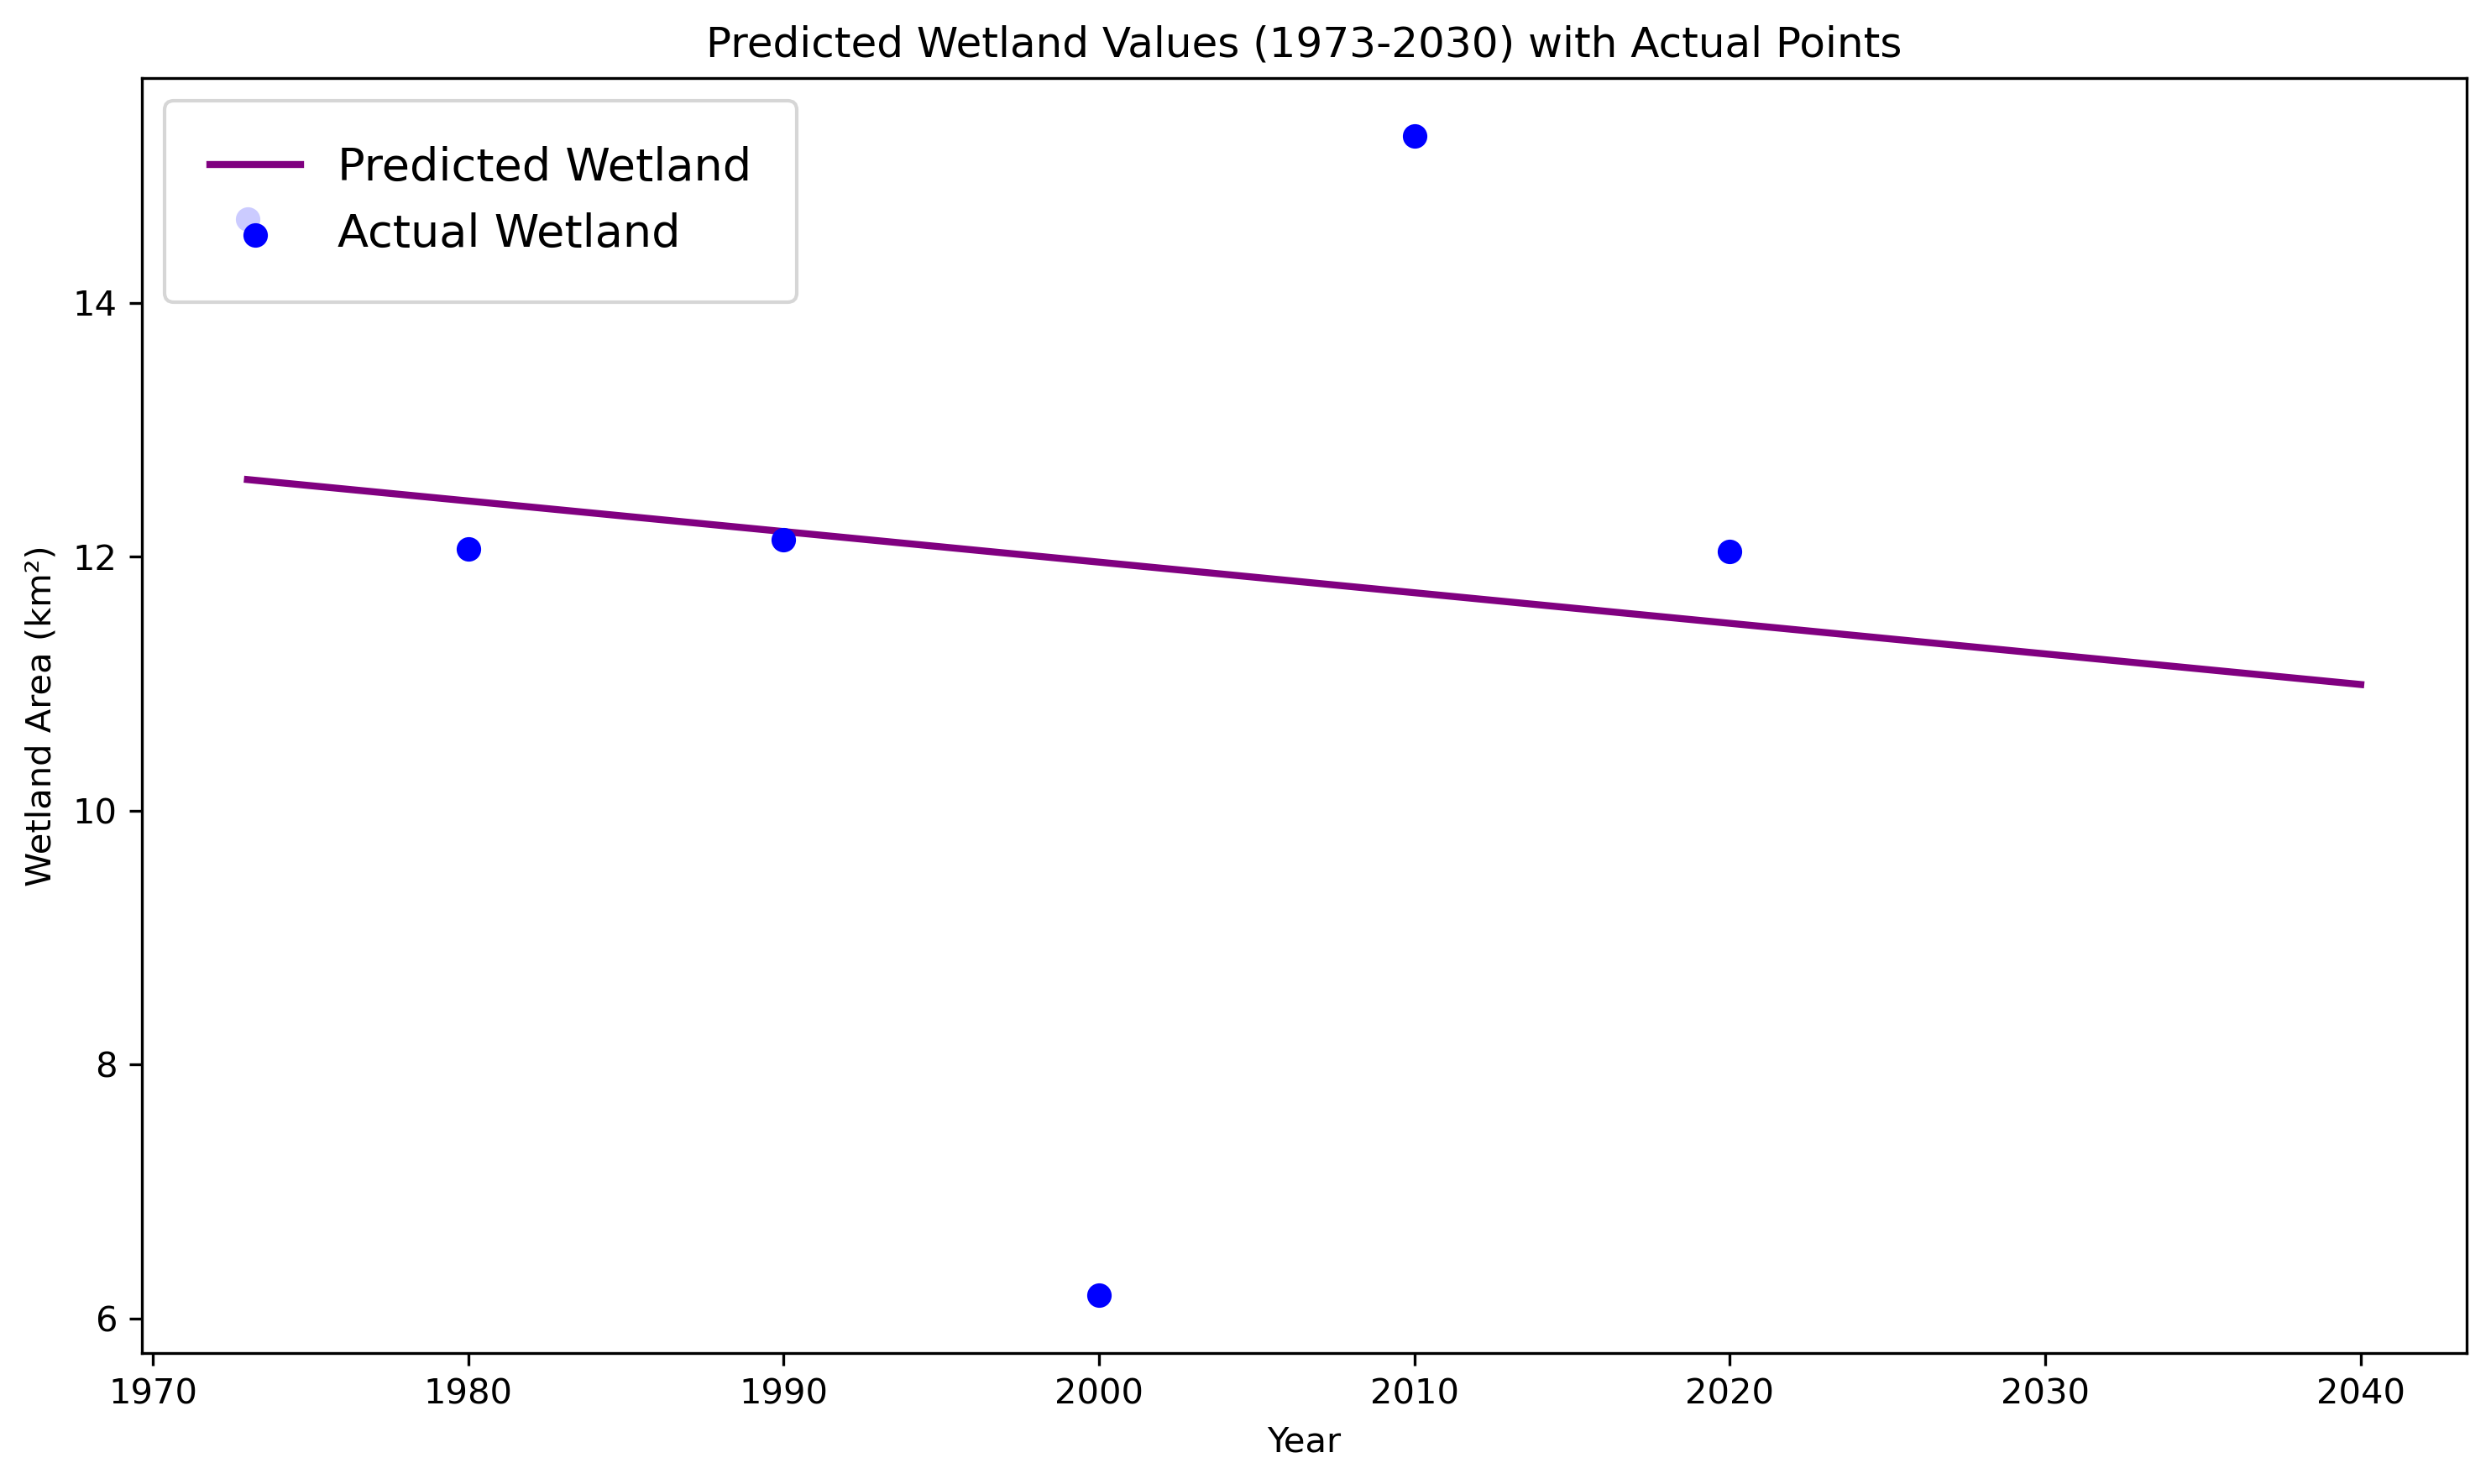 Predicted Wetland Values (1973-2030) with Actual Points
Predicted Wetland
Actual Wetland
Wetland Area (km²)
14
12
10
8
6
1970 1980 1990 2000 2010 2020 2030 2040
Year